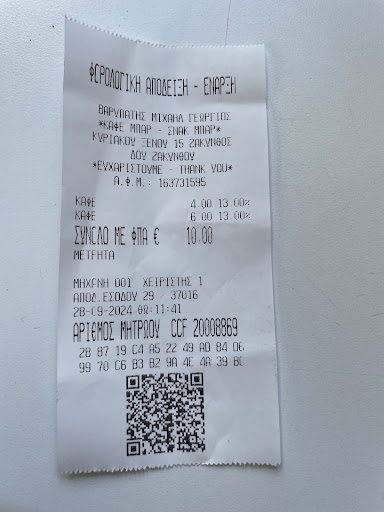 ΦΟΡΟΛΟΓΙΚΗ ΑΠΟΔΕΙΞΗ - ΕΝΑΡΞΗ
ΒΑΡΥΠΑΤΗΣ ΜΙΧΑΗΛ ΓΕΩΡΓΙΟΣ
*ΚΑΦΕ ΜΠΑΡ - ΣΝΑΚ ΜΠΑΡ*
ΚΥΡΙΑΚΟΥ ΞΕΝΟΥ 15 ΖΑΚΥΝΘΟΣ
ΔΟΥ ΖΑΚΥΝΘΟΥ
*ΕΥΧΑΡΙΣΤΟΥΜΕ - THANK YOU*
Α.Φ.Μ.: 163731595
ΚΑΦΕ 4.00 13.00%
ΚΑΦΕ 6.00 13.00%
ΣΥΝΟΛΟ ΜΕ ΦΠΑ € 10.00
ΜΕΤΡΗΤΑ
ΜΗΧΑΝΗ 001 ΧΕΙΡΙΣΤΗΣ 1
ΑΠΟΔ.ΕΣΟΔΟΥ 29 37016
28-09-2024 ΩΩ:11:41
ΑΡΙΘΜΟΣ ΜΗΤΡΩΟΥ CCF 20008869
28 87 19 C4 A5 22 49 AD 84 D6
99 70 C6 B3 B2 9A 4E 4A 39 BC